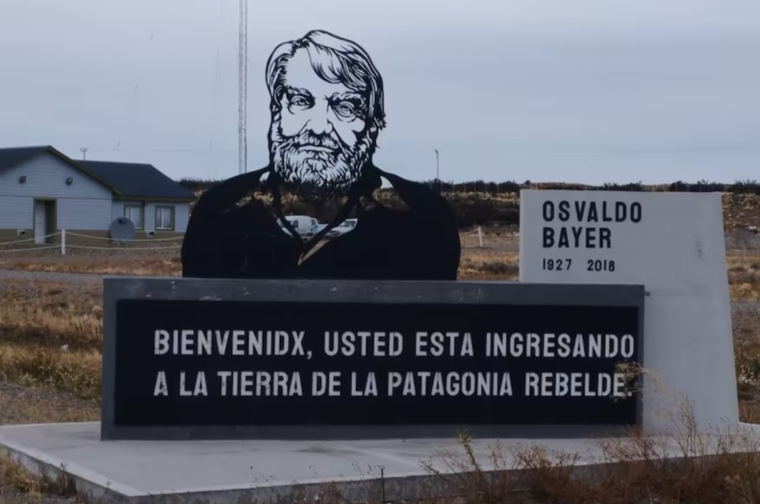 OSVALDO
BAYER
1927 2018
BIENVENIDX, USTED ESTA INGRESANDO
A LA TIERRA DE LA PATAGONIA REBELDE.